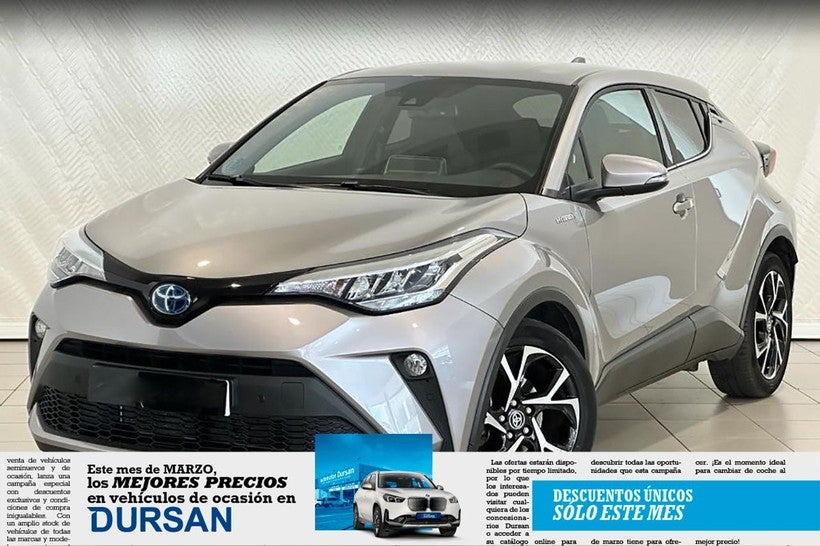 HYBRID
venta de vehículos
seminuevos y de
ocasión, lanza una
campaña especial
con descuentos
exclusivos y condi-
ciones de compra
inigualables. Con
un amplio stock de
vehículos de todas
las marcas y mode-
Este mes de MARZO,
los MEJORES PRECIOS
en vehículos de ocasión en
DURSAN
Dursan
Las ofertas estarán dispo-
nibles por tiempo limitado,
por lo que
los interesa-
dos pueden
visitar cual-
quiera de los
concesiona-
rios Dursan
o acceder a
su catálogo online para
descubrir todas las oportu-
nidades que esta campaña
de marzo tiene para ofre-
cer. ¡Es el momento ideal
para cambiar de coche al
mejor precio!
DESCUENTOS ÚNICOS
SÓLO ESTE MES